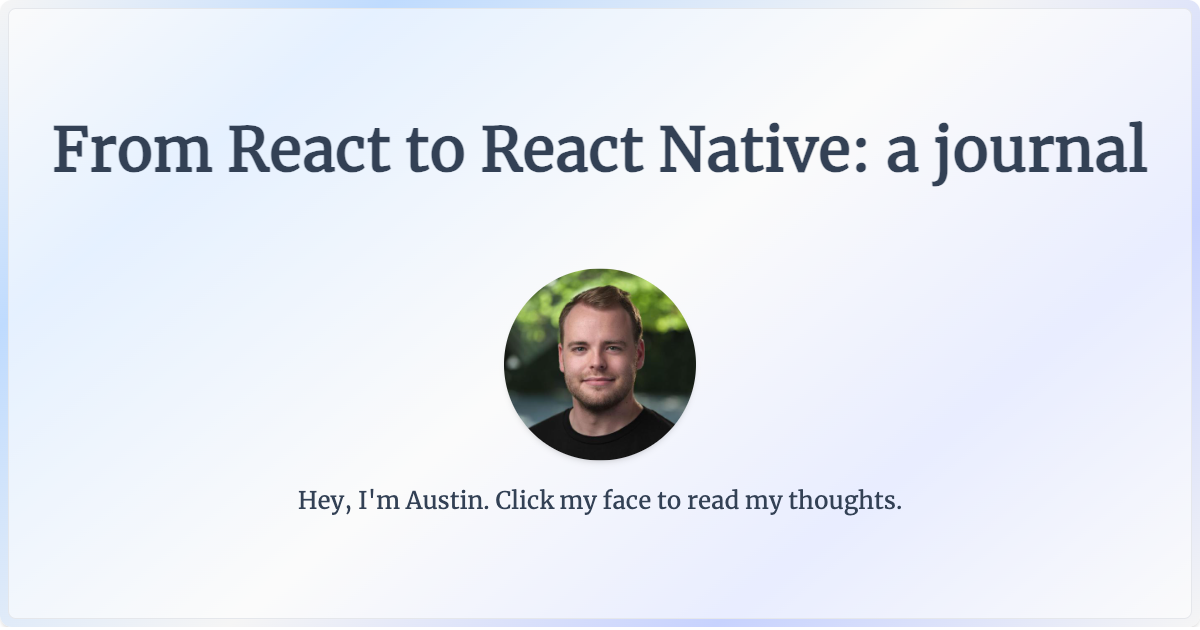 From React to React Native: a journal
Hey, I'm Austin. Click my face to read my thoughts.